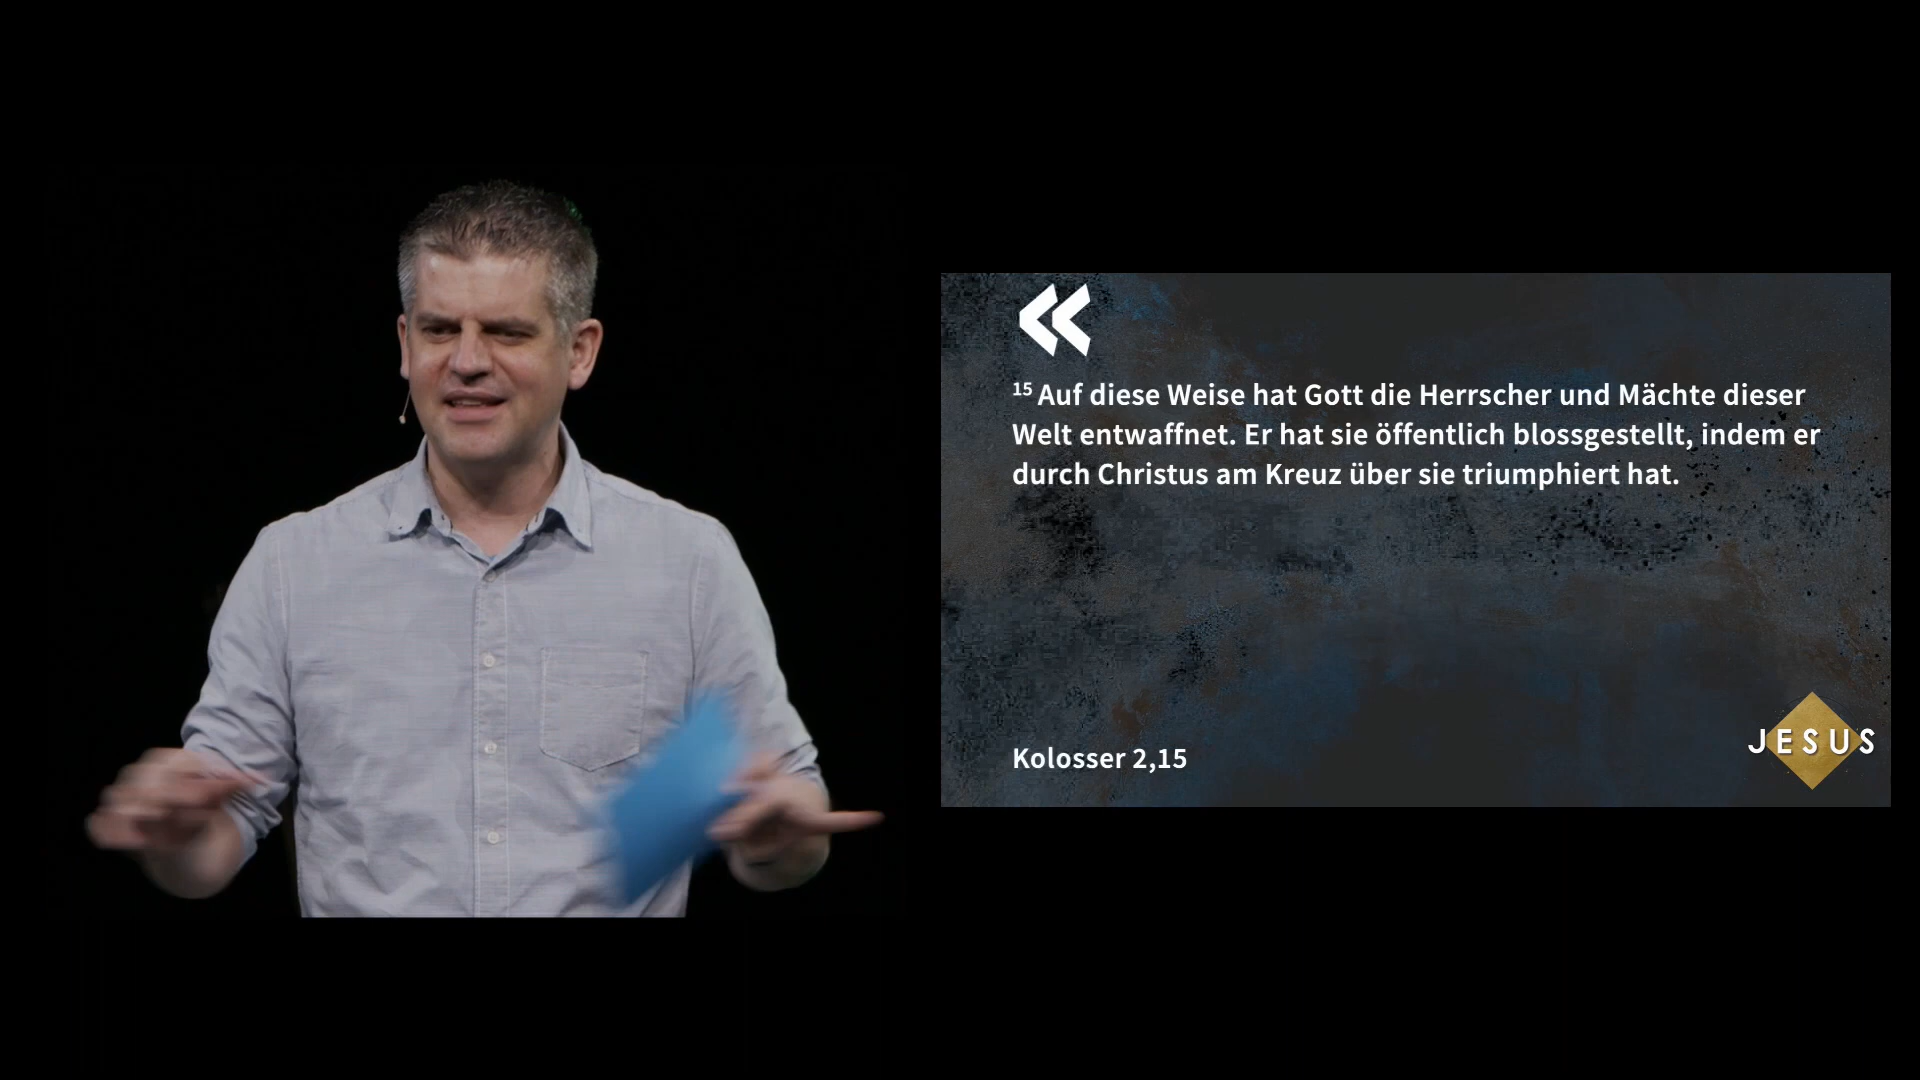 «
15 Auf diese Weise hat Gott die Herrscher und Mächte dieser
Welt entwaffnet. Er hat sie öffentlich blossgestellt, indem er
durch Christus am Kreuz über sie triumphiert hat.
Kolosser 2,15
JESUS